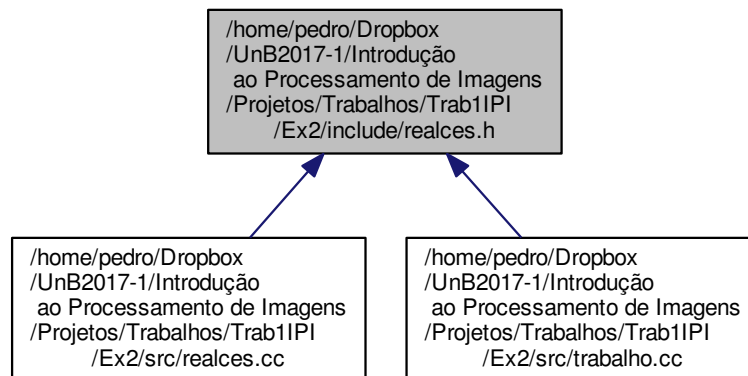 /home/pedro/Dropbox
/UnB2017-1/Introdução
ao Processamento de Imagens
/Projetos/Trabalhos/Trab1IPI
/Ex2/include/realces.h
/home/pedro/Dropbox
/UnB2017-1/Introdução
ao Processamento de Imagens
/Projetos/Trabalhos/Trab1IPI
/Ex2/src/realces.cc
/home/pedro/Dropbox
/UnB2017-1/Introdução
ao Processamento de Imagens
/Projetos/Trabalhos/Trab1IPI
/Ex2/src/trabalho.cc